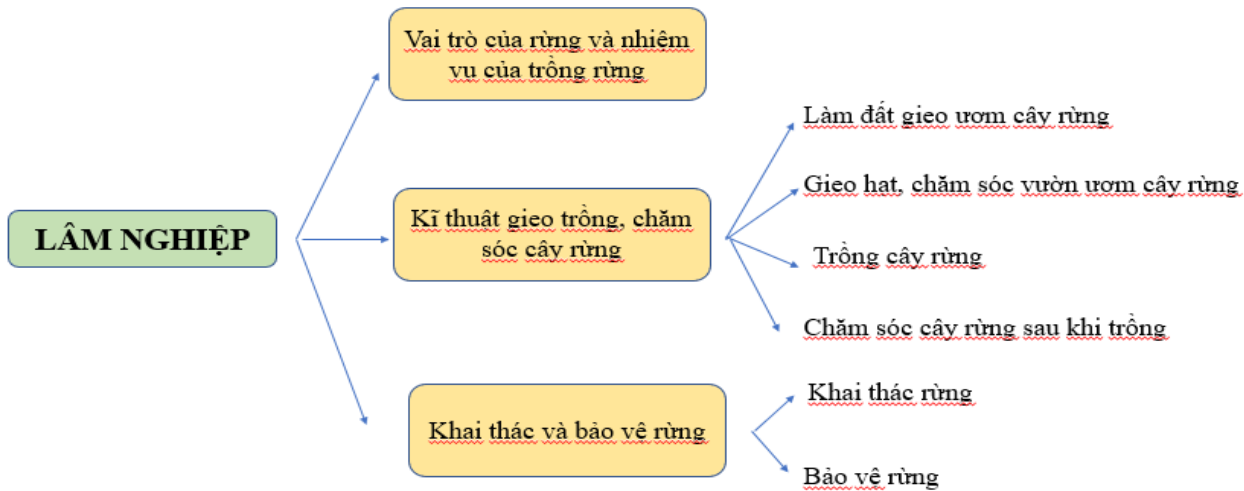 Vai trò của rừng và nhiệm
vụ của trồng rừng
LÂM NGHIỆP
Kĩ thuật gieo trồng, chăm
sóc cây rừng
Làm đất gieo ươm cây rừng
Gieo hạt, chăm sóc vườn ươm cây rừng
Trồng cây rừng
Chăm sóc cây rừng sau khi trồng
Khai thác và bảo vệ rừng
Khai thác rừng
Bảo vệ rừng